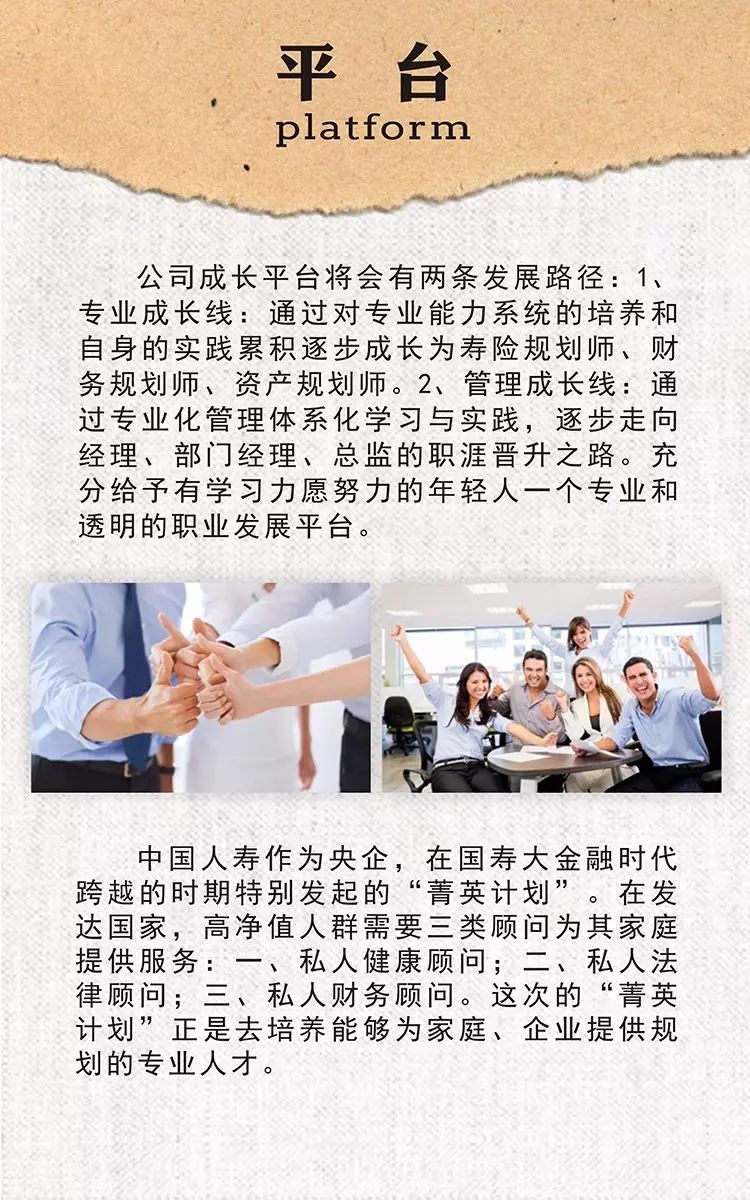 平 台
platform
公司成长平台将会有两条发展路径：1、
专业成长线：通过对专业能力系统的培养和
自身的实践累积逐步成长为寿险规划师、财
务规划师、资产规划师。2、管理成长线：通
过专业化管理体系化学习与实践，逐步走向
经理、部门经理、总监的职涯晋升之路。充
分给予有学习力愿努力的年轻人一个专业和
透明的职业发展平台。
中国人寿作为央企，在国寿大金融时代
跨越的时期特别发起的“菁英计划”。在发
达国家，高净值人群需要三类顾问为其家庭
提供服务：一、私人健康顾问；二、私人法
律顾问；三、私人财务顾问。这次的“菁英
计划”正是去培养能够为家庭、企业提供规
划的专业人才。